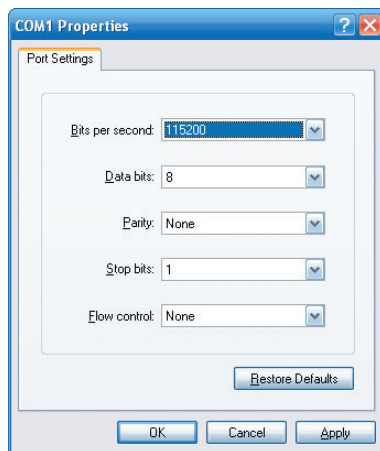 COM1 Properties
Port Settings
Bits per second: 115200
Data bits: 8
Parity: None
Stop bits: 1
Flow control: None
Restore Defaults
OK Cancel Apply